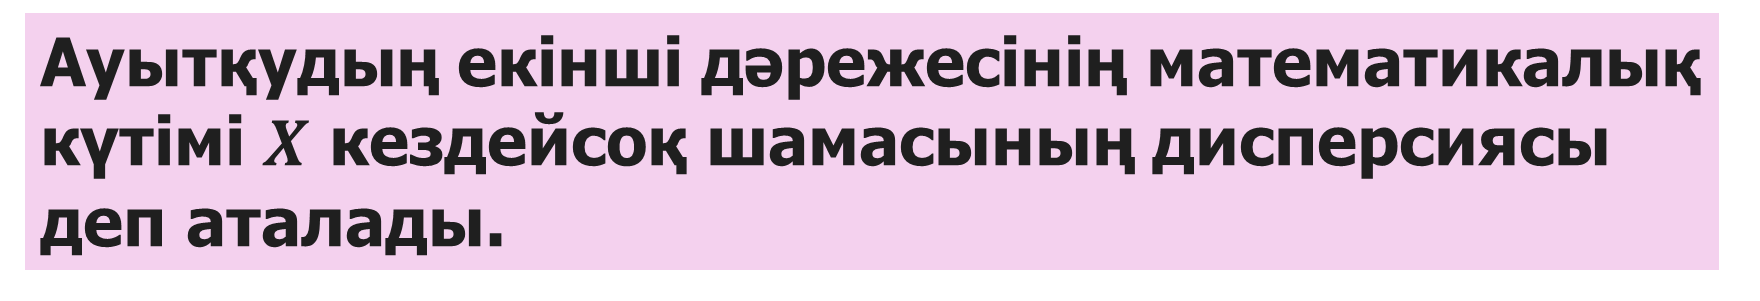 Ауытқудың екінші дәрежесінің математикалық
күтімі X кездейсоқ шамасының дисперсиясы
деп аталады.